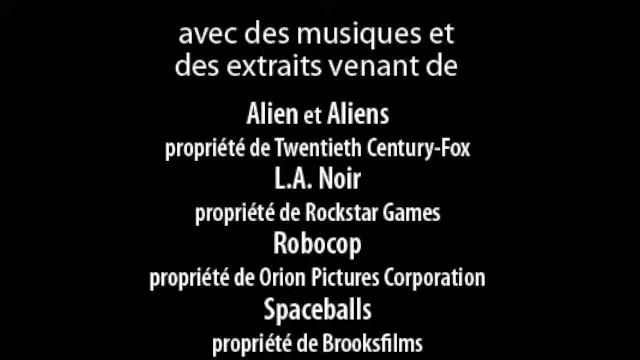 avec des musiques et
des extraits venant de
Alien et Aliens
propriété de Twentieth Century-Fox
L.A. Noir
propriété de Rockstar Games
Robocop
propriété de Orion Pictures Corporation
Spaceballs
propriété de Brooksfilms